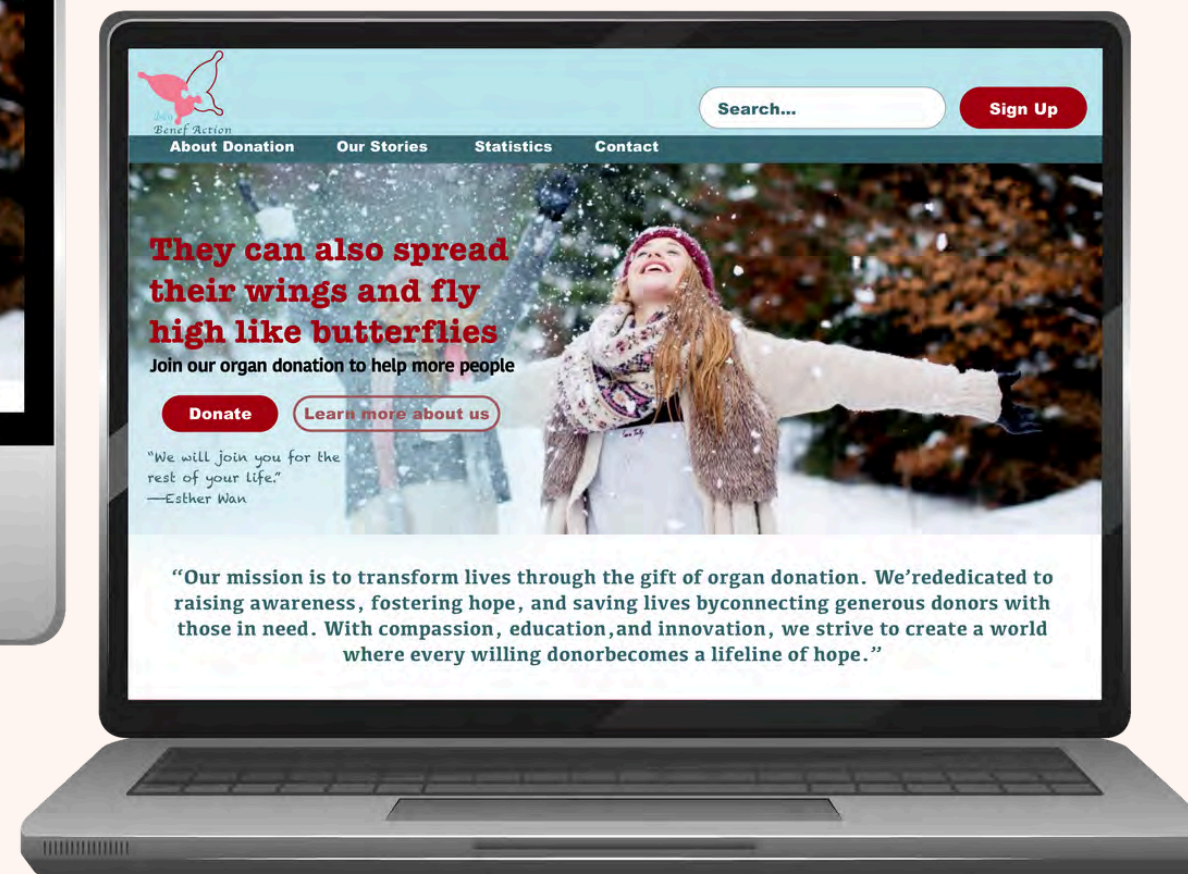 Benef Action
Search...
Sign Up
About Donation Our Stories Statistics Contact
They can also spread
their wings and fly
high like butterflies
Join our organ donation to help more people
Donate Learn more about us
“We will join you for the
rest of your life.”
—Esther Wan
“Our mission is to transform lives through the gift of organ donation. We’rededicated to
raising awareness, fostering hope, and saving lives byconnecting generous donors with
those in need. With compassion, education,and innovation, we strive to create a world
where every willing donorbecomes a lifeline of hope.”